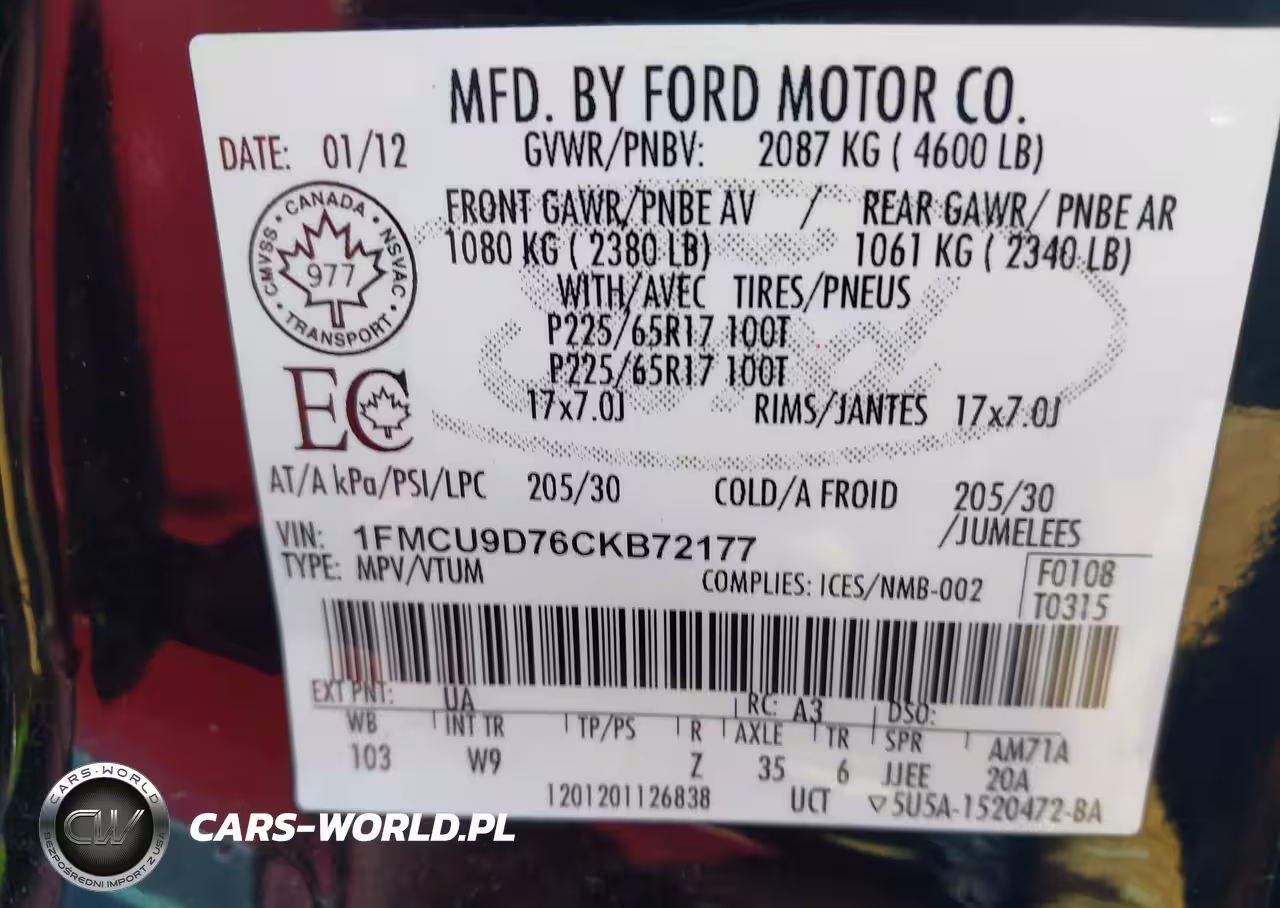 MFD. BY FORD MOTOR CO.
DATE: 01/12 GVWR/PNBV: 2087 KG ( 4600 LB)
FRONT GAWR/PNBE AV / REAR GAWR/ PNBE AR
1080 KG ( 2380 LB) 1061 KG ( 2340 LB)
WITH/AVEC TIRES/PNEUS
P225/65R17 100T
P225/65R17 100T
17x7.0J RIMS/JANTES 17x7.0J
CANADA
CMVSS 977 NSVAC
TRANSPORT
EC
AT/A kPa/PSI/LPC 205/30 COLD/A FROID 205/30
/JUMELEES
VIN: 1FMCU9D76CKB72177
TYPE: MPV/VTUM COMPLIES: ICES/NMB-002
F0108
T0315
EXT PNT: UA RC: A3 DSO:
WB INT TR TP/PS R AXLE TR SPR AM71A
103 W9 Z 35 6 JJEE 20A
1201201126838 UCT 5U5A-1520472-BA
CARS-WORLD
CW
BEZPOŚREDNI IMPORT Z USA
CARS-WORLD.PL